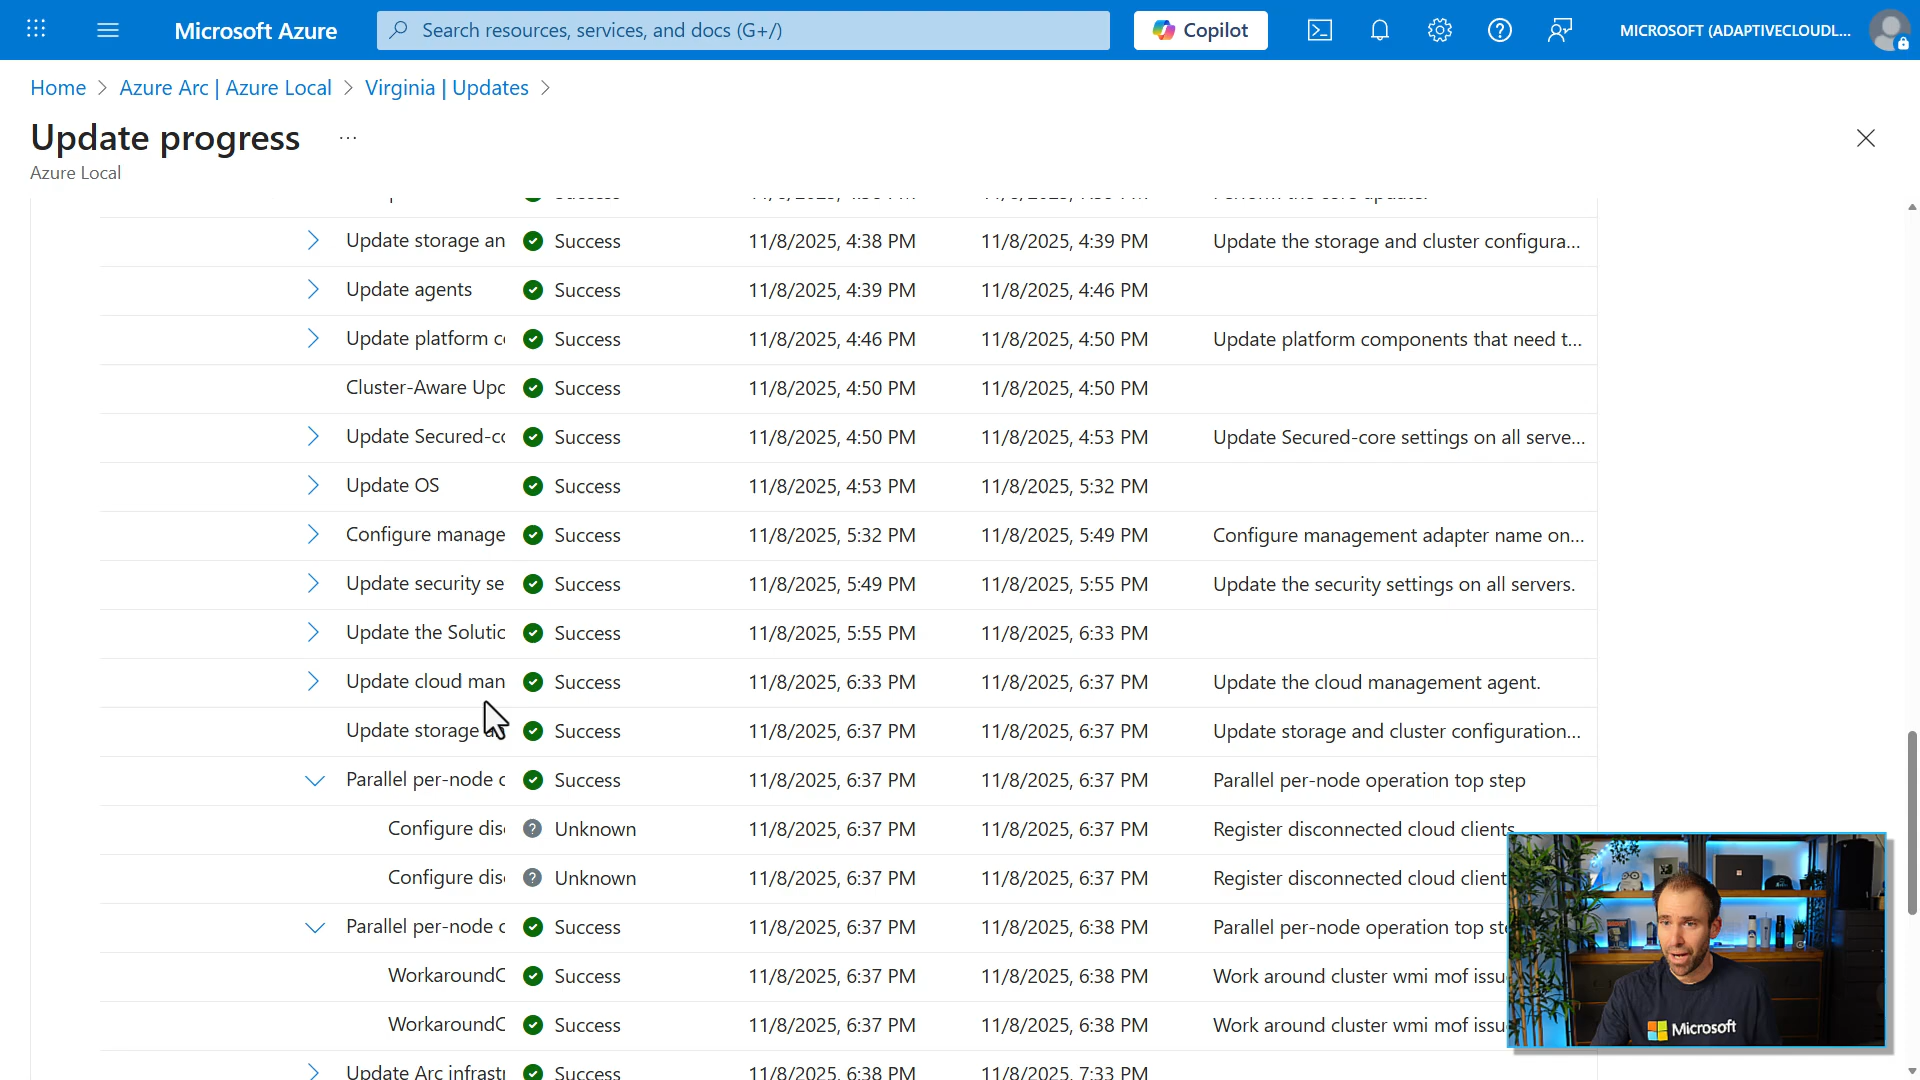 Microsoft Azure
Search resources, services, and docs (G+/)
Copilot
MICROSOFT (ADAPTIVECLOUDL...
Home > Azure Arc | Azure Local > Virginia | Updates >
Update progress ...
Azure Local
Update storage an Success 11/8/2025, 4:38 PM 11/8/2025, 4:39 PM Update the storage and cluster configura...
Update agents Success 11/8/2025, 4:39 PM 11/8/2025, 4:46 PM
Update platform c Success 11/8/2025, 4:46 PM 11/8/2025, 4:50 PM Update platform components that need t...
Cluster-Aware Upd Success 11/8/2025, 4:50 PM 11/8/2025, 4:50 PM
Update Secured-co Success 11/8/2025, 4:50 PM 11/8/2025, 4:53 PM Update Secured-core settings on all serve...
Update OS Success 11/8/2025, 4:53 PM 11/8/2025, 5:32 PM
Configure manage Success 11/8/2025, 5:32 PM 11/8/2025, 5:49 PM Configure management adapter name on...
Update security se Success 11/8/2025, 5:49 PM 11/8/2025, 5:55 PM Update the security settings on all servers.
Update the Solutic Success 11/8/2025, 5:55 PM 11/8/2025, 6:33 PM
Update cloud man Success 11/8/2025, 6:33 PM 11/8/2025, 6:37 PM Update the cloud management agent.
Update storage Success 11/8/2025, 6:37 PM 11/8/2025, 6:37 PM Update storage and cluster configuration...
Parallel per-node c Success 11/8/2025, 6:37 PM 11/8/2025, 6:37 PM Parallel per-node operation top step
Configure disc Unknown 11/8/2025, 6:37 PM 11/8/2025, 6:37 PM Register disconnected cloud clients
Configure disc Unknown 11/8/2025, 6:37 PM 11/8/2025, 6:37 PM Register disconnected cloud client
Parallel per-node c Success 11/8/2025, 6:37 PM 11/8/2025, 6:38 PM Parallel per-node operation top ste
WorkaroundC Success 11/8/2025, 6:37 PM 11/8/2025, 6:38 PM Work around cluster wmi mof issu
WorkaroundC Success 11/8/2025, 6:37 PM 11/8/2025, 6:38 PM Work around cluster wmi mof issu
Update Arc infrast Success 11/8/2025, 6:38 PM 11/8/2025, 7:33 PM
Microsoft